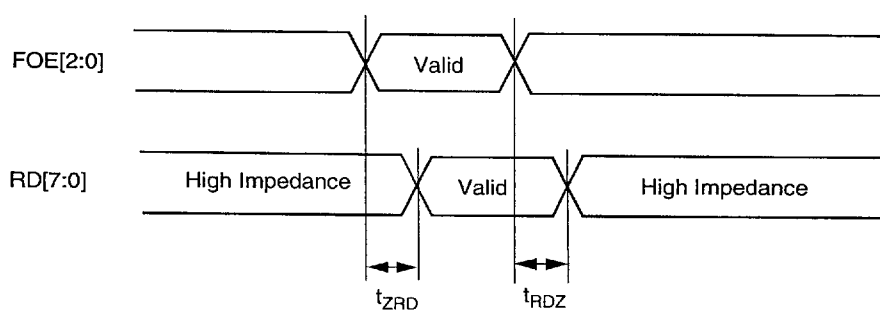 FOE[2:0]
Valid
RD[7:0]
High Impedance
Valid
High Impedance
tZRD
tRDZ